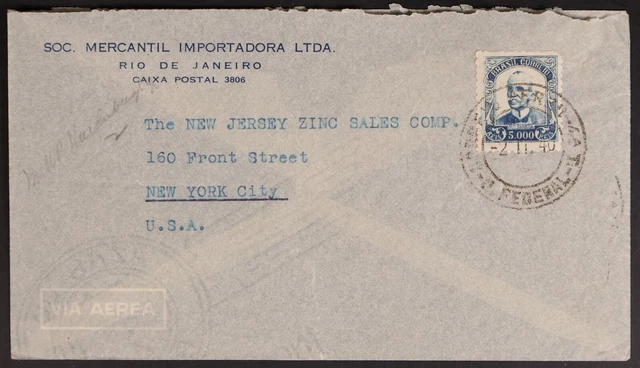 SOC. MERCANTIL IMPORTADORA LTDA.
RIO DE JANEIRO
CAIXA POSTAL 3806
BRASIL CORREIO
5.000
-2.II.40
D. FEDERAL
The NEW JERSEY ZINC SALES COMP.
160 Front Street
NEW YORK City
U.S.A.
VIA AEREA